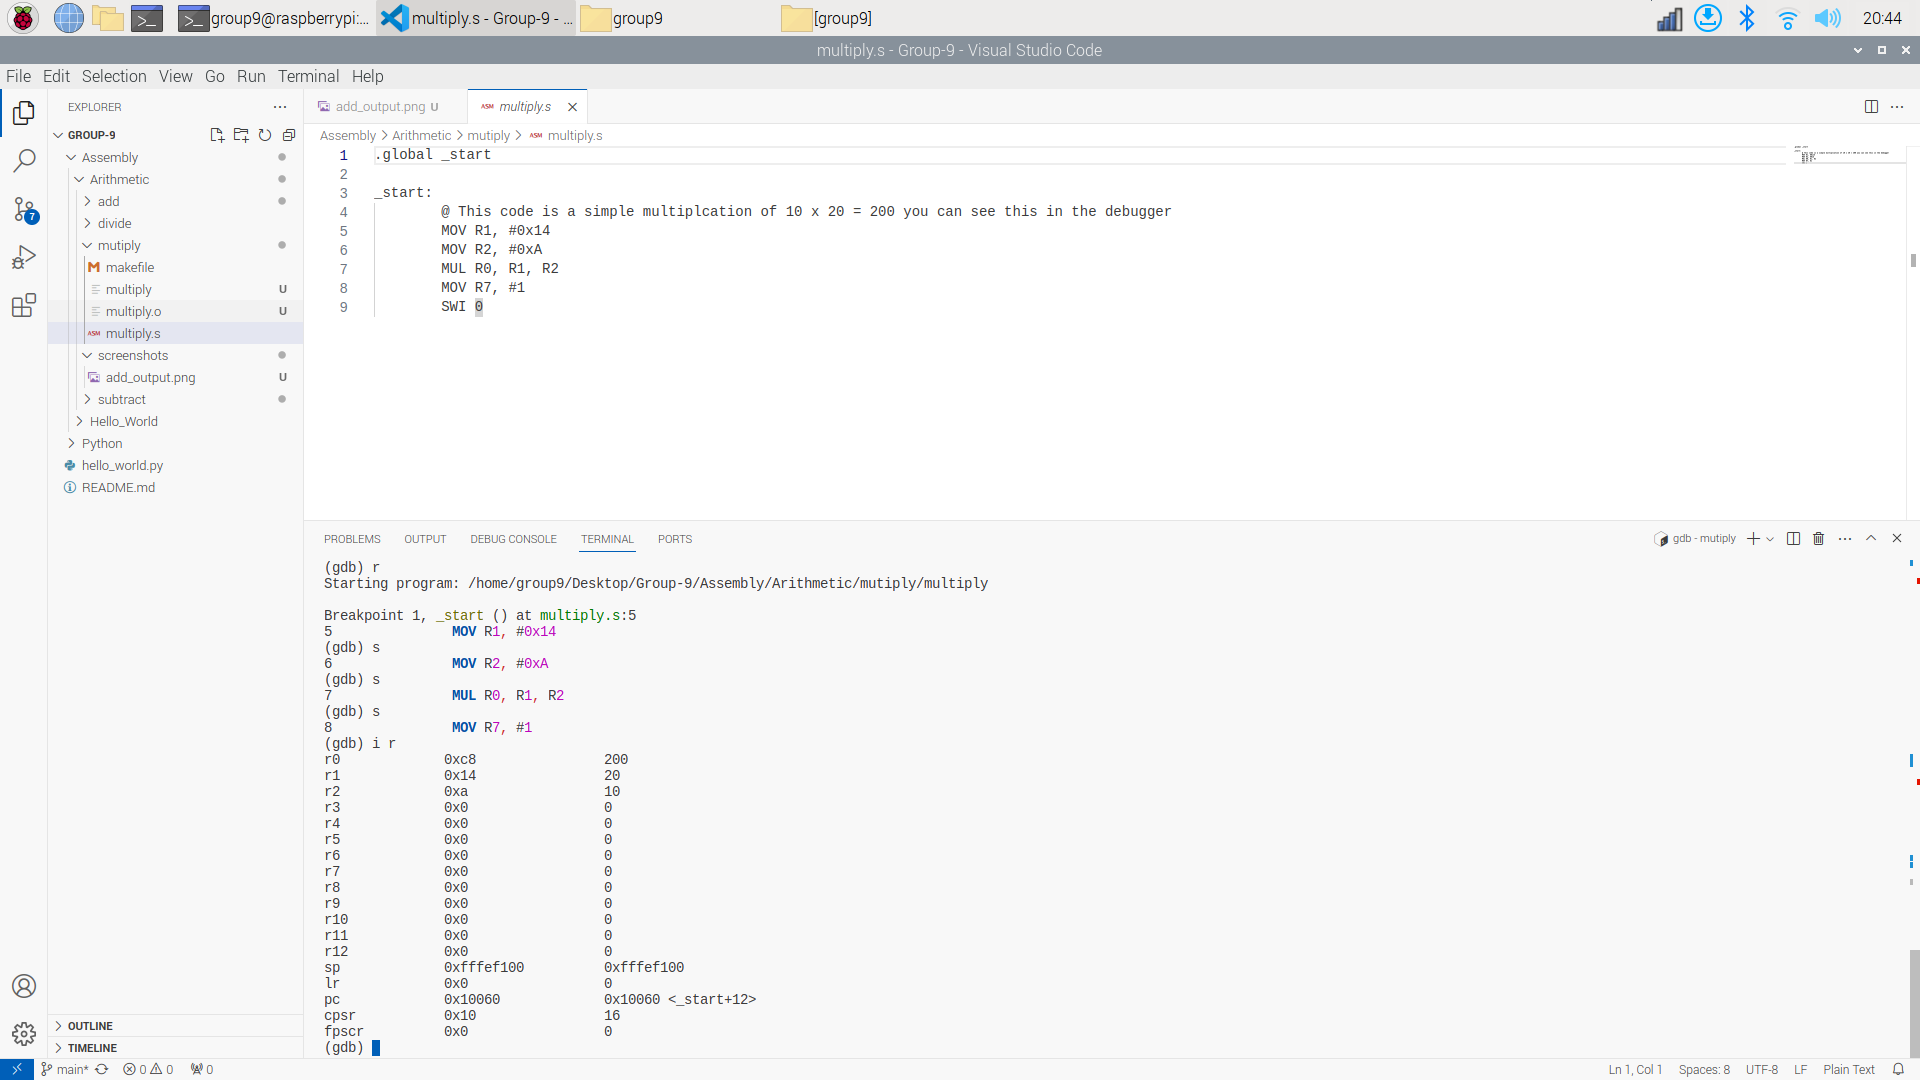 group9@raspberrypi:...
multiply.s - Group-9 - ...
group9
[group9]
20:44
multiply.s - Group-9 - Visual Studio Code
File Edit Selection View Go Run Terminal Help
EXPLORER
GROUP-9
Assembly
Arithmetic
add
divide
mutiply
M makefile
multiply U
multiply.o U
ASM multiply.s
screenshots
add_output.png U
subtract
Hello_World
Python
hello_world.py
README.md
OUTLINE
TIMELINE
7
add_output.png U
ASM multiply.s
Assembly > Arithmetic > mutiply > ASM multiply.s
1 .global _start
2
3 _start:
4 @ This code is a simple multiplcation of 10 x 20 = 200 you can see this in the debugger
5 MOV R1, #0x14
6 MOV R2, #0xA
7 MUL R0, R1, R2
8 MOV R7, #1
9 SWI 0
PROBLEMS OUTPUT DEBUG CONSOLE TERMINAL PORTS
gdb - mutiply
(gdb) r
Starting program: /home/group9/Desktop/Group-9/Assembly/Arithmetic/mutiply/multiply
Breakpoint 1, _start () at multiply.s:5
5 MOV R1, #0x14
(gdb) s
6 MOV R2, #0xA
(gdb) s
7 MUL R0, R1, R2
(gdb) s
8 MOV R7, #1
(gdb) i r
r0 0xc8 200
r1 0x14 20
r2 0xa 10
r3 0x0 0
r4 0x0 0
r5 0x0 0
r6 0x0 0
r7 0x0 0
r8 0x0 0
r9 0x0 0
r10 0x0 0
r11 0x0 0
r12 0x0 0
sp 0xfffef100 0xfffef100
lr 0x0 0
pc 0x10060 0x10060 <_start+12>
cpsr 0x10 16
fpscr 0x0 0
(gdb)
main* 0 0 0
Ln 1, Col 1 Spaces: 8 UTF-8 LF Plain Text